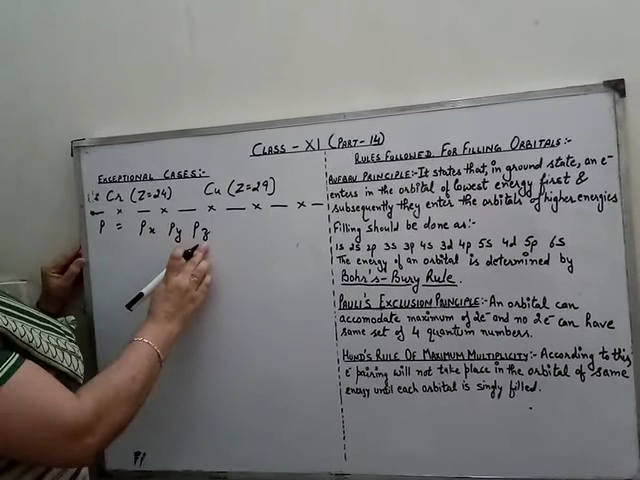 CLASS - XI (PART-14)
EXCEPTIONAL CASES:-
Cr (Z=24) Cu (Z=29)
P = Px Py Pz
RULES FOLLOWED FOR FILLING ORBITALS:-
AUFBAU PRINCIPLE:- It states that, in ground state, an e-
enters in the orbital of lowest energy first &
subsequently they enter the orbitals of higher energies
Filling should be done as:-
1s 2s 2p 3s 3p 4s 3d 4p 5s 4d 5p 6s
The energy of an orbital is determined by
Bohr's-Bury Rule.
PAULI'S EXCLUSION PRINCIPLE:- An orbital can
accomodate maximum of 2e- and no 2e- can have
same set of 4 quantum numbers.
HUND'S RULE OF MAXIMUM MULTIPLICITY:- According to this
e- pairing will not take place in the orbital of same
energy until each orbital is singly filled.